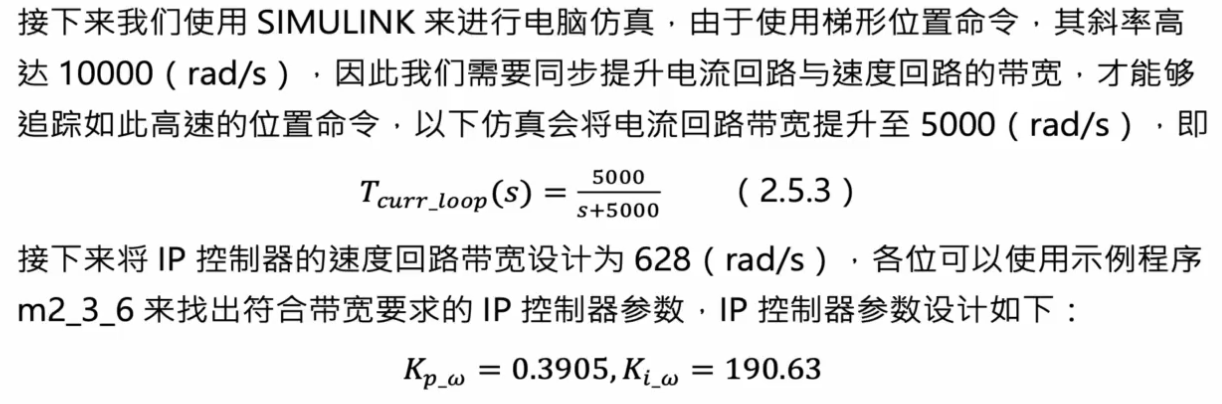 接下来我们使用 SIMULINK 来进行电脑仿真，由于使用梯形位置命令，其斜率高
达 10000（rad/s），因此我们需要同步提升电流回路与速度回路的带宽，才能够
追踪如此高速的位置命令，以下仿真会将电流回路带宽提升至 5000（rad/s），即
T_{curr_loop}(s) = \frac{5000}{s+5000} （2.5.3）
接下来将 IP 控制器的速度回路带宽设计为 628（rad/s），各位可以使用示例程序
m2_3_6 来找出符合带宽要求的 IP 控制器参数，IP 控制器参数设计如下：
K_{p_ω} = 0.3905, K_{i_ω} = 190.63